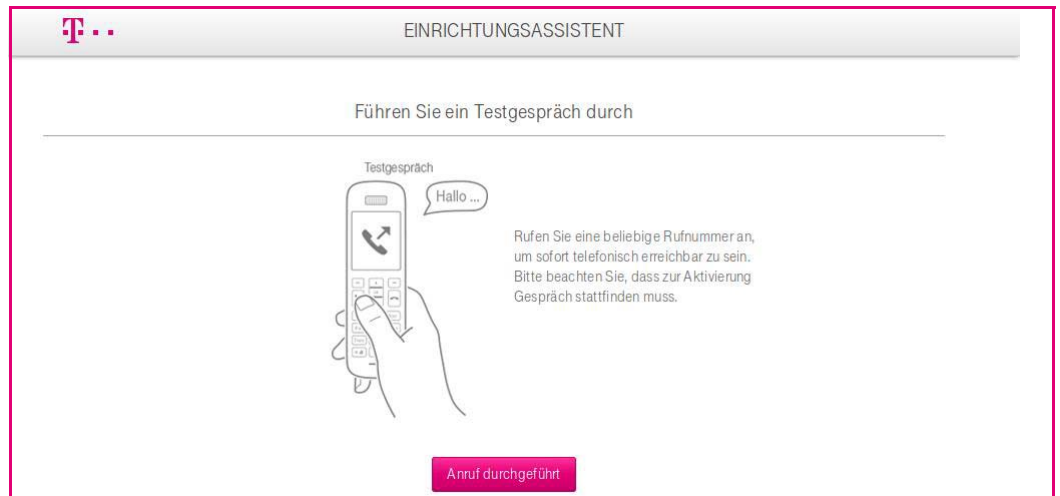 T
EINRICHTUNGSASSISTENT
Führen Sie ein Testgespräch durch
Testgespräch
Hallo ...
Rufen Sie eine beliebige Rufnummer an,
um sofort telefonisch erreichbar zu sein.
Bitte beachten Sie, dass zur Aktivierung
Gespräch stattfinden muss.
Anruf durchgeführt